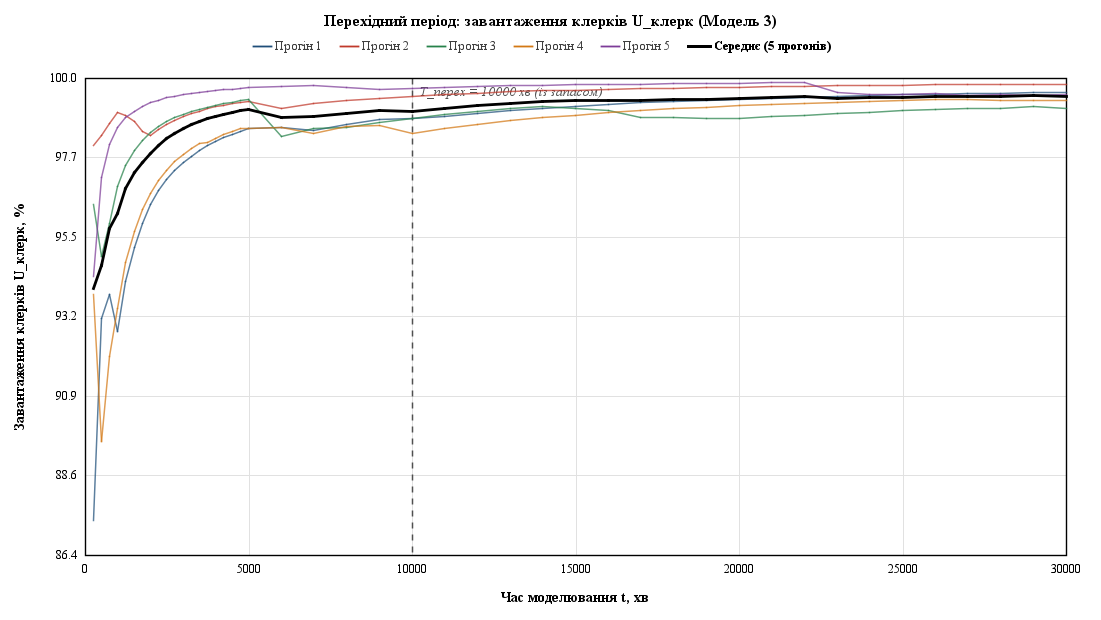 Перехідний період: завантаження клерків U_клерк (Модель 3)
Прогін 1 Прогін 2 Прогін 3 Прогін 4 Прогін 5 Середнє (5 прогонів)
T_перех = 10000 хв (із запасом)
100.0
97.7
95.5
93.2
90.9
88.6
86.4
Завантаження клерків U_клерк, %
0 5000 10000 15000 20000 25000 30000
Час моделювання t, хв